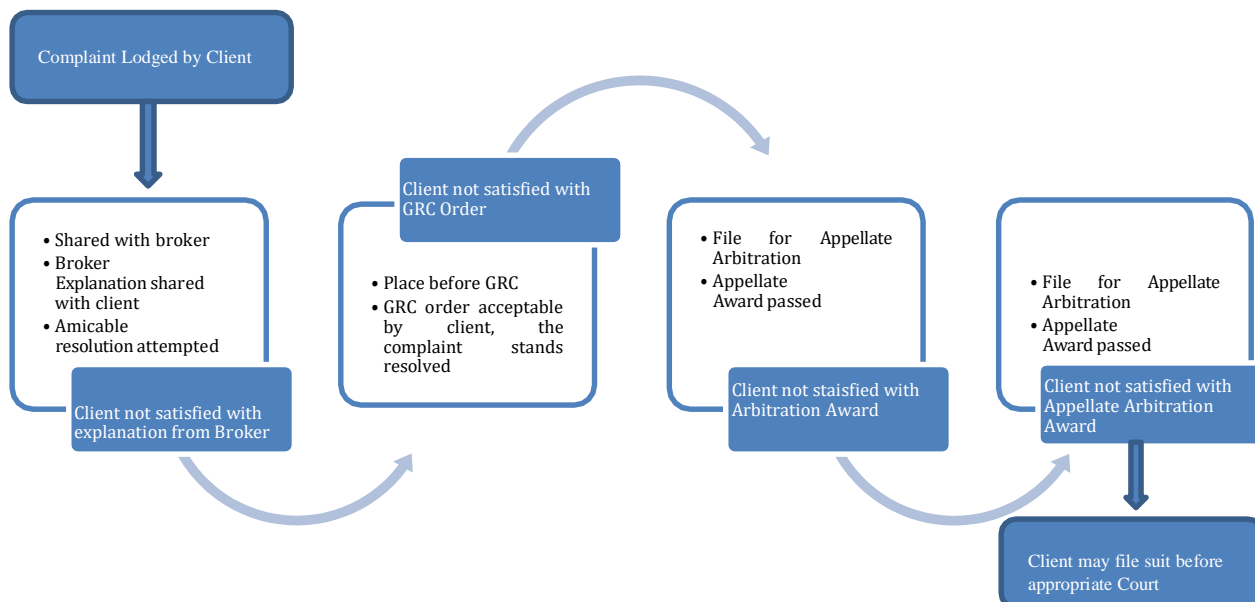 Complaint Lodged by Client
• Shared with broker
• Broker
Explanation shared
with client
• Amicable
resolution attempted
Client not satisfied with
explanation from Broker
Client not satisfied with
GRC Order
• Place before GRC
• GRC order acceptable
by client, the
complaint stands
resolved
• File for Appellate
Arbitration
• Appellate
Award passed
Client not staisfied with
Arbitration Award
• File for Appellate
Arbitration
• Appellate
Award passed
Client not satisfied with
Appellate Arbitration
Award
Client may file suit before
appropriate Court